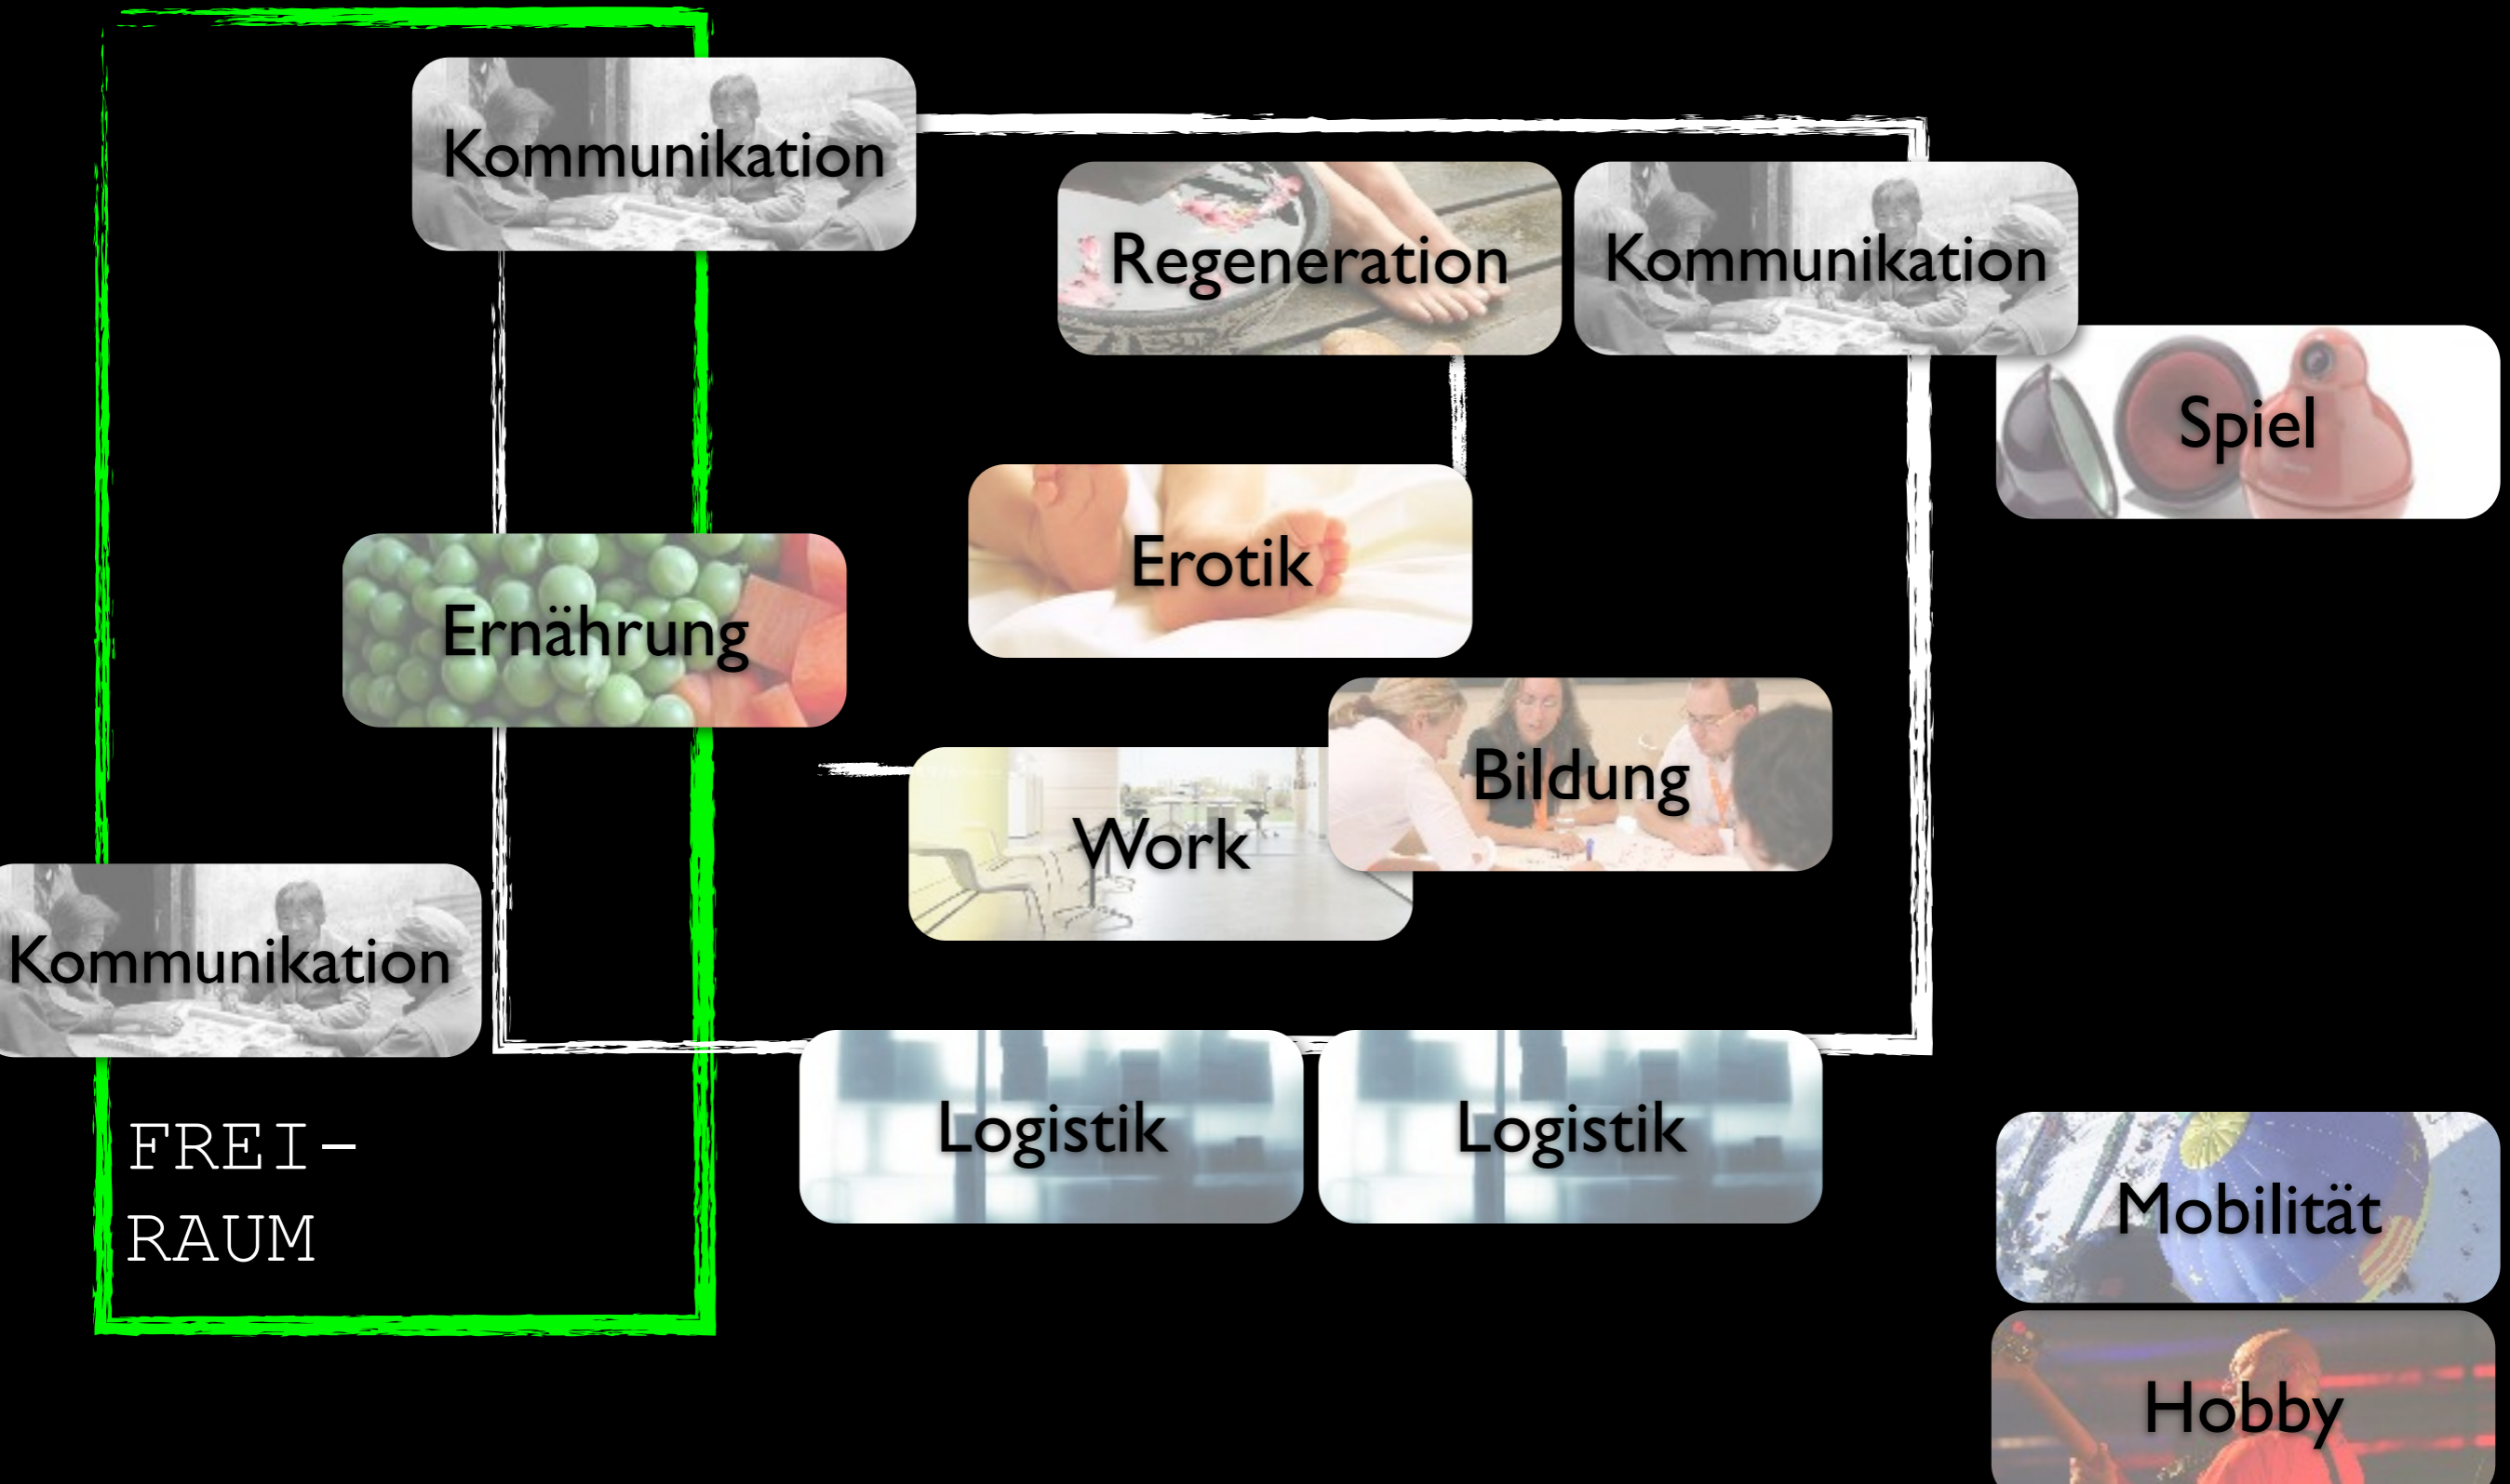 Kommunikation
Regeneration
Kommunikation
Spiel
Erotik
Ernährung
Bildung
Work
Kommunikation
Logistik
Logistik
FREI-
RAUM
Mobilität
Hobby